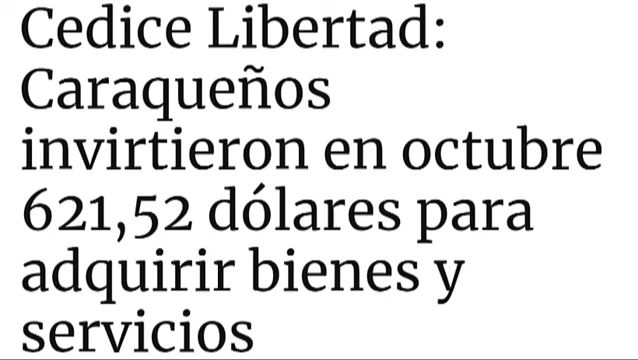 Cedice Libertad:
Caraqueños
invirtieron en octubre
621,52 dólares para
adquirir bienes y
servicios